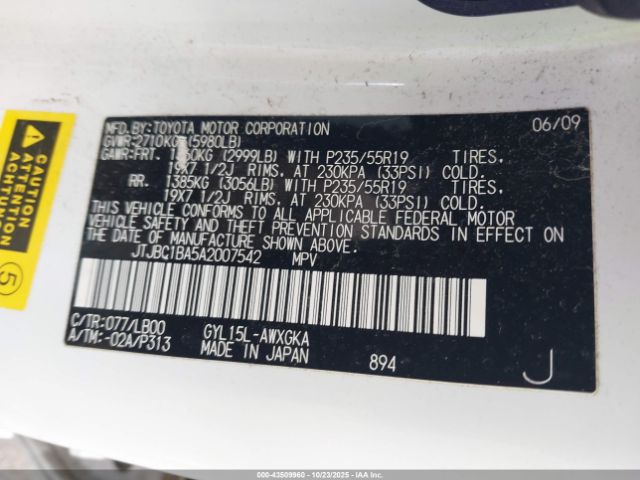 MFD.BY:TOYOTA MOTOR CORPORATION 06/09
GVWR:2710KG (5980LB)
GAWR:FRT. (2999LB) WITH P235/55R19 TIRES,
19X7 1/2J RIMS, AT 230KPA (33PSI) COLD.
RR. 1385KG (3056LB) WITH P235/55R19 TIRES,
19X7 1/2J RIMS, AT 230KPA (33PSI) COLD.
THIS VEHICLE CONFORMS TO ALL APPLICABLE FEDERAL MOTOR
VEHICLE SAFETY AND THEFT PREVENTION STANDARDS IN EFFECT ON
THE DATE OF MANUFACTURE SHOWN ABOVE.
JTJBC1BA5A2007542 MPV
C/TR:077/LB00 GYL15L-AWXGKA
A/TM:-02A/P313 MADE IN JAPAN 894 J
ATTENTION
ACHTUNG
5
000-43509960 - 10/23/2025 - IAAI.COM